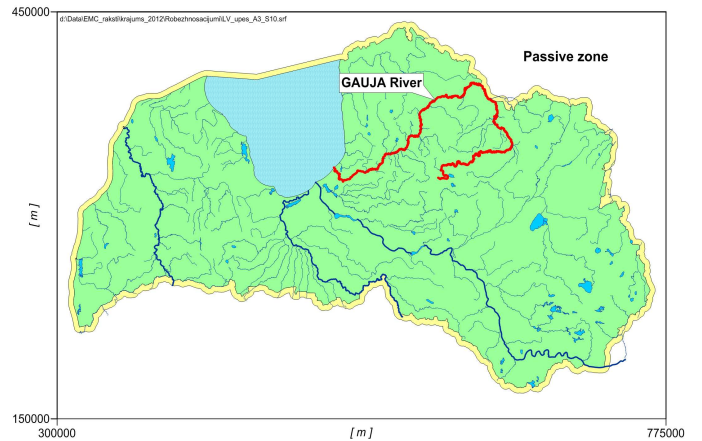 450000
d:\Data\EMC_raksti\krajums_2012\Robezhnosacijumi\LV_upes_A3_S10.srf
Passive zone
GAUJA River
[ m ]
150000
300000
[ m ]
775000